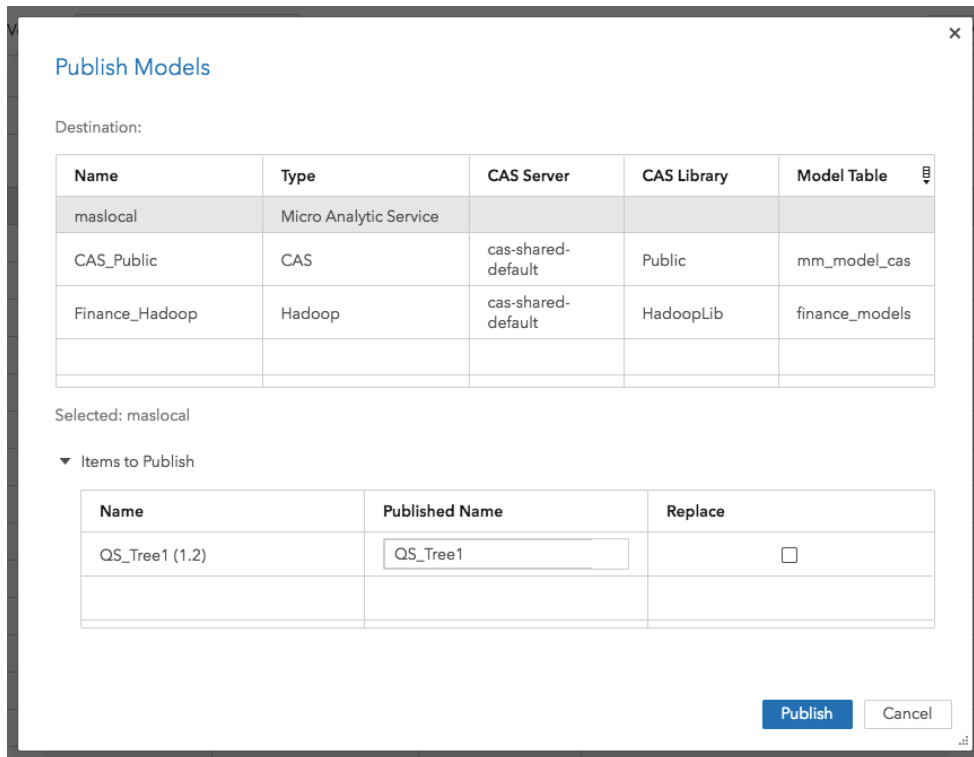 Publish Models
Destination:
Name Type CAS Server CAS Library Model Table
maslocal Micro Analytic Service
CAS_Public CAS cas-shared-default Public mm_model_cas
Finance_Hadoop Hadoop cas-shared-default HadoopLib finance_models
Selected: maslocal
Items to Publish
Name Published Name Replace
QS_Tree1 (1.2) QS_Tree1
Publish Cancel